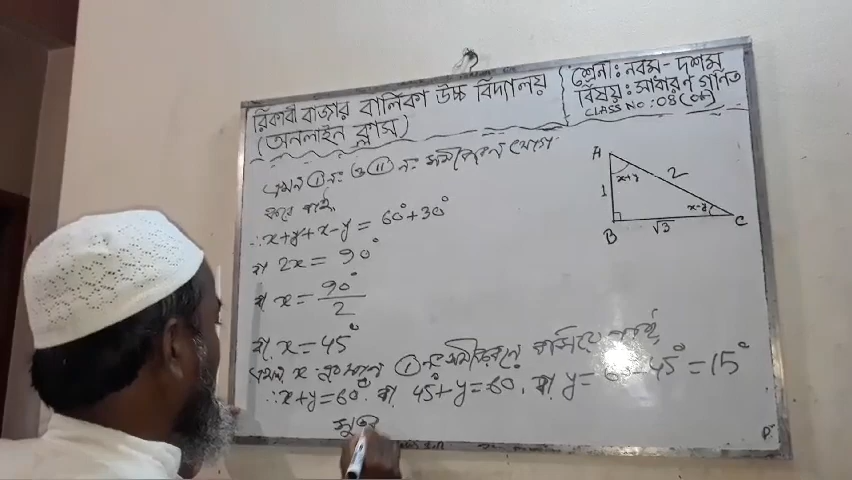 রিকাবী বাজার বালিকা উচ্চ বিদ্যালয়
(অনলাইন ক্লাস)
শ্রেনী: নবম-দশম
বিষয়: সাধারণ গণিত
CLASS NO: 08
এখন (i) নং ও (ii) নং সমীকরণ যোগ
করে পাই,
∴ x+y+x-y = 60°+30°
বা, 2x = 90°
বা, x = 90°/2
বা, x = 45°
এখন, x এর মান (i) নং সমীকরণে বসিয়ে পাই,
∴ x+y=60°. বা, 45°+y=60, বা, y= 60-45°=15°
সুত
A
x+y
2
1
x-y
B
√3
C